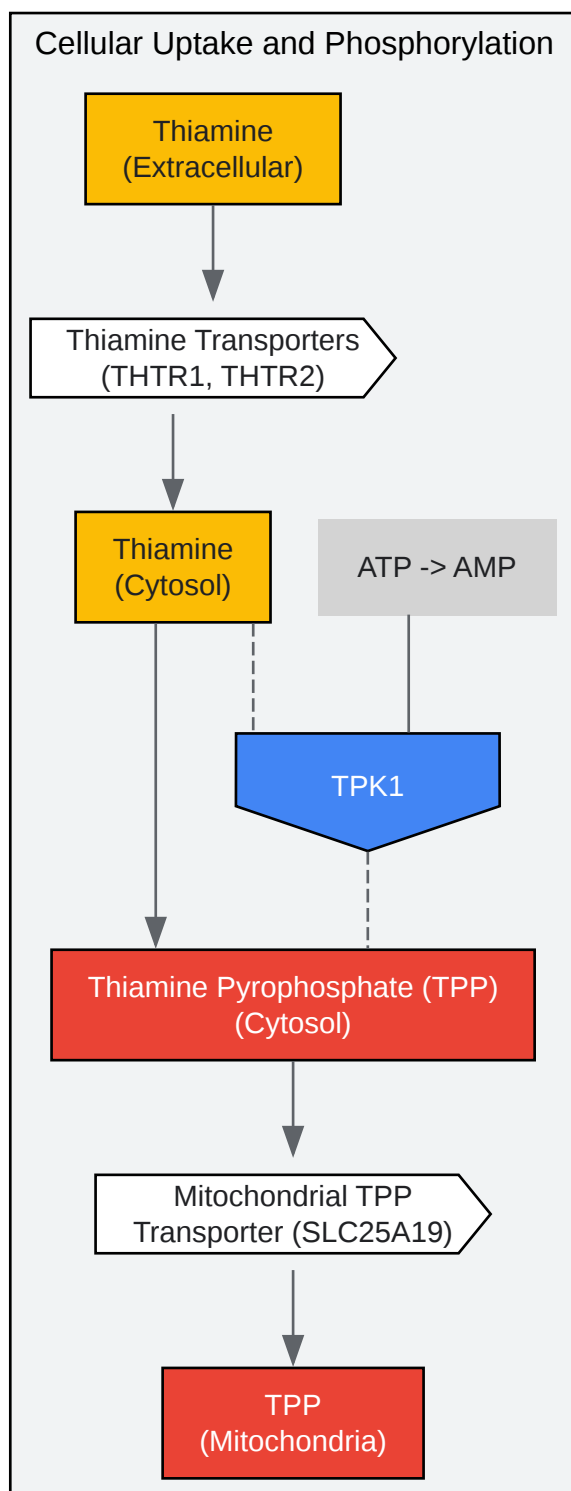 Cellular Uptake and Phosphorylation
Thiamine
(Extracellular)
Thiamine Transporters
(THTR1, THTR2)
Thiamine
(Cytosol)
ATP -> AMP
TPK1
Thiamine Pyrophosphate (TPP)
(Cytosol)
Mitochondrial TPP
Transporter (SLC25A19)
TPP
(Mitochondria)